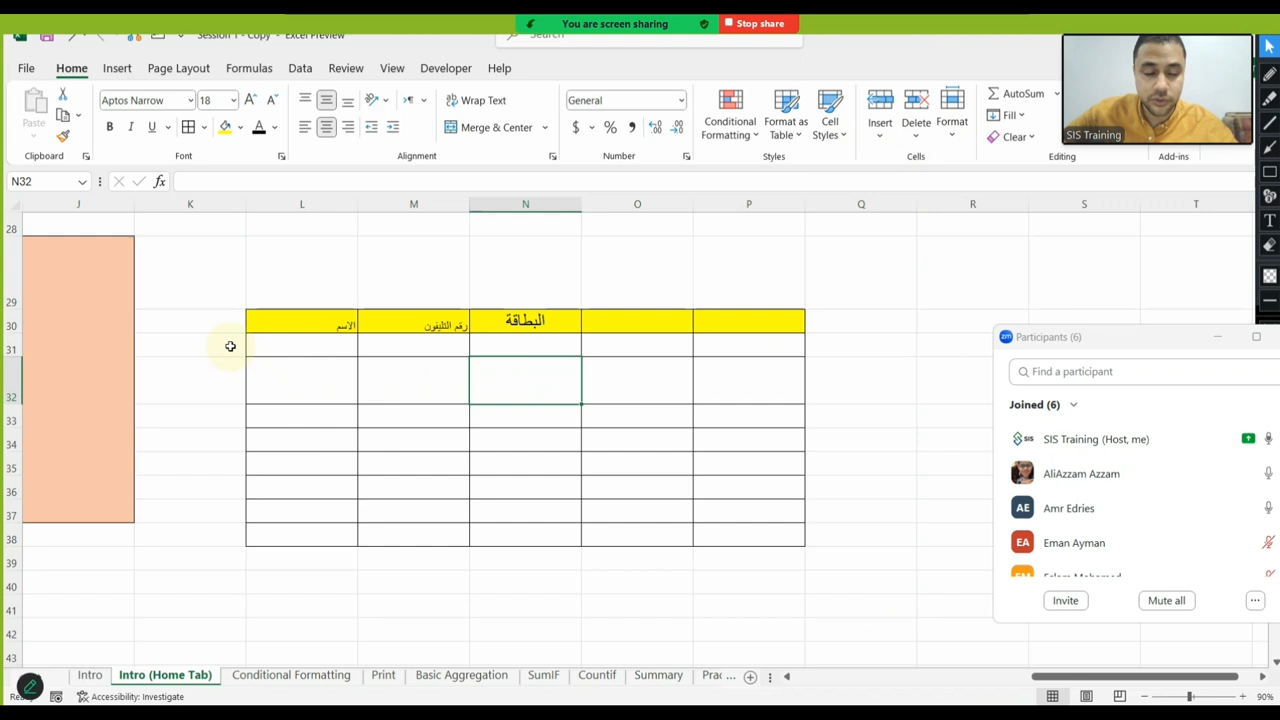 You are screen sharing
Stop share
Session 1 - Copy - Excel Preview
Search
File Home Insert Page Layout Formulas Data Review View Developer Help
Paste
Clipboard
Aptos Narrow 18
B I U
Font
Wrap Text
Merge & Center
Alignment
General
Number
Conditional Formatting
Format as Table
Cell Styles
Styles
Insert Delete Format
Cells
AutoSum
Fill
Clear
Editing
Add-ins
SIS Training
N32
fx
J K L M N O P Q R S T
28
29
30
الاسم
رقم التليفون
البطاقة
31
32
33
34
35
36
37
38
39
40
41
42
43
Participants (6)
Find a participant
Joined (6)
SIS Training (Host, me)
AliAzzam Azzam
AE Amr Edries
EA Eman Ayman
Invite
Mute all
Intro Intro (Home Tab) Conditional Formatting Print Basic Aggregation SumIF Countif Summary Prac ...
Accessibility: Investigate
90%